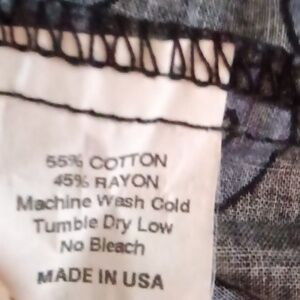 55% COTTON
45% RAYON
Machine Wash Cold
Tumble Dry Low
No Bleach
MADE IN USA